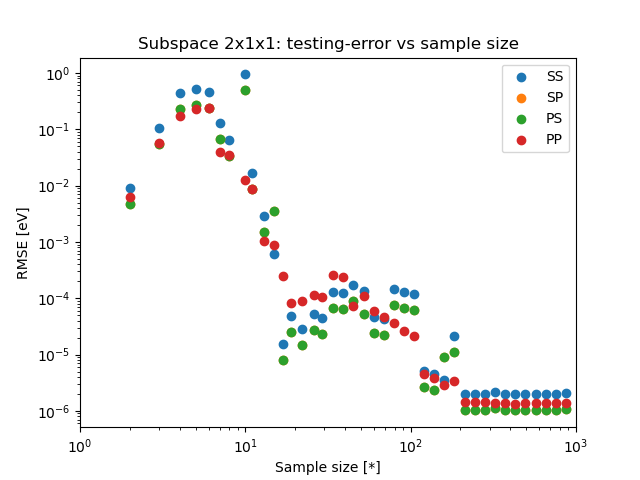 Subspace 2x1x1: testing-error vs sample size
10⁰
10⁻¹
10⁻²
10⁻³
10⁻⁴
10⁻⁵
10⁻⁶
RMSE [eV]
SS
SP
PS
PP
10⁰ 10¹ 10² 10³
Sample size [*]